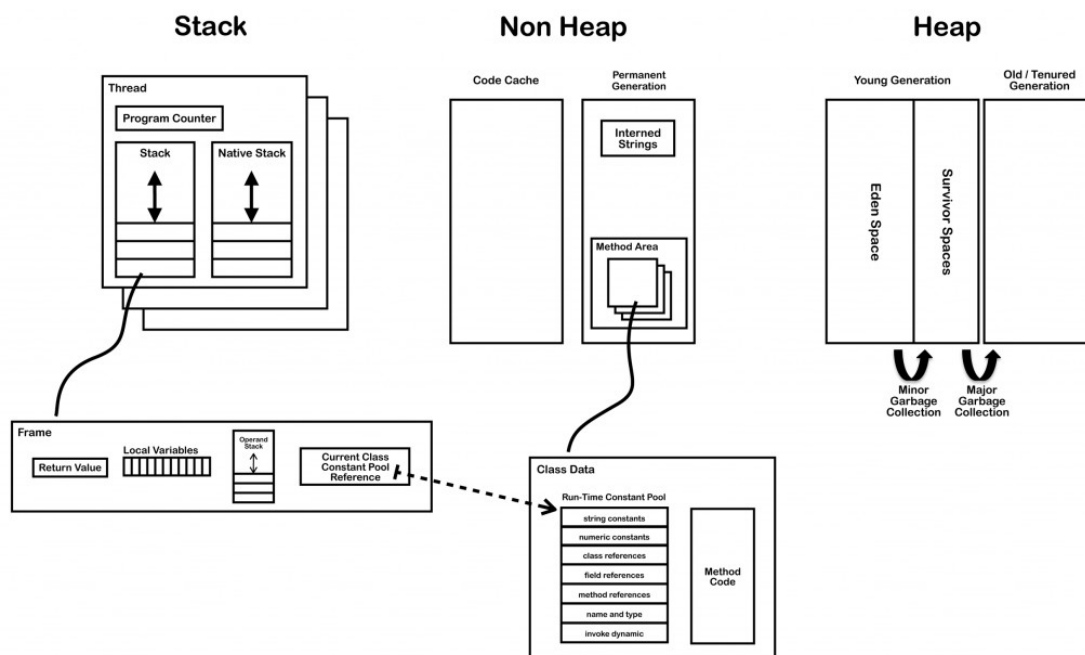 Stack
Non Heap
Heap
Thread
Program Counter
Stack
Native Stack
Code Cache
Permanent
Generation
Interned
Strings
Method Area
Young Generation
Old / Tenured
Generation
Eden Space
Survivor Spaces
Minor
Garbage
Collection
Major
Garbage
Collection
Frame
Return Value
Local Variables
Operand
Stack
Current Class
Constant Pool
Reference
Class Data
Run-Time Constant Pool
string constants
numeric constants
class references
field references
method references
name and type
invoke dynamic
Method
Code